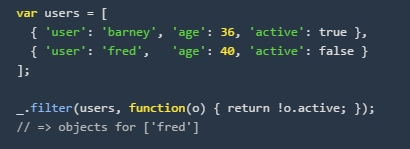 var users = [
  { 'user': 'barney', 'age': 36, 'active': true },
  { 'user': 'fred',   'age': 40, 'active': false }
];
_.filter(users, function(o) { return !o.active; });
// => objects for ['fred']